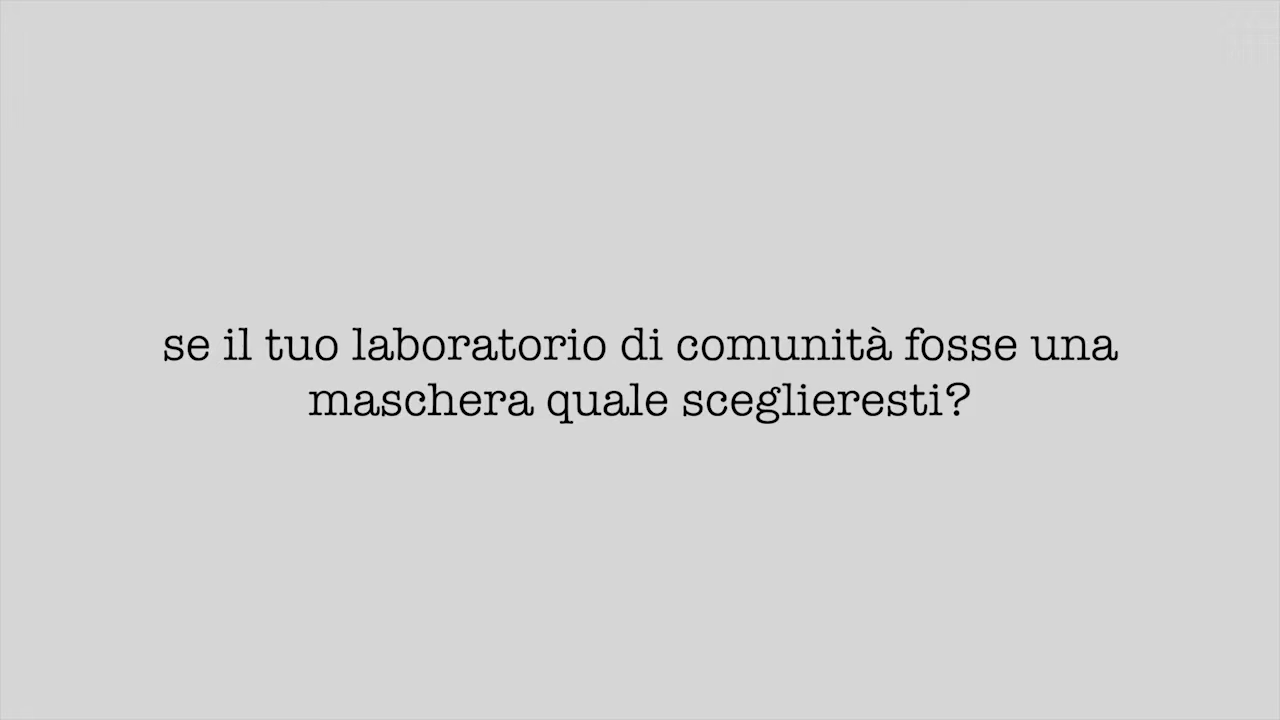 se il tuo laboratorio di comunità fosse una
maschera quale sceglieresti?